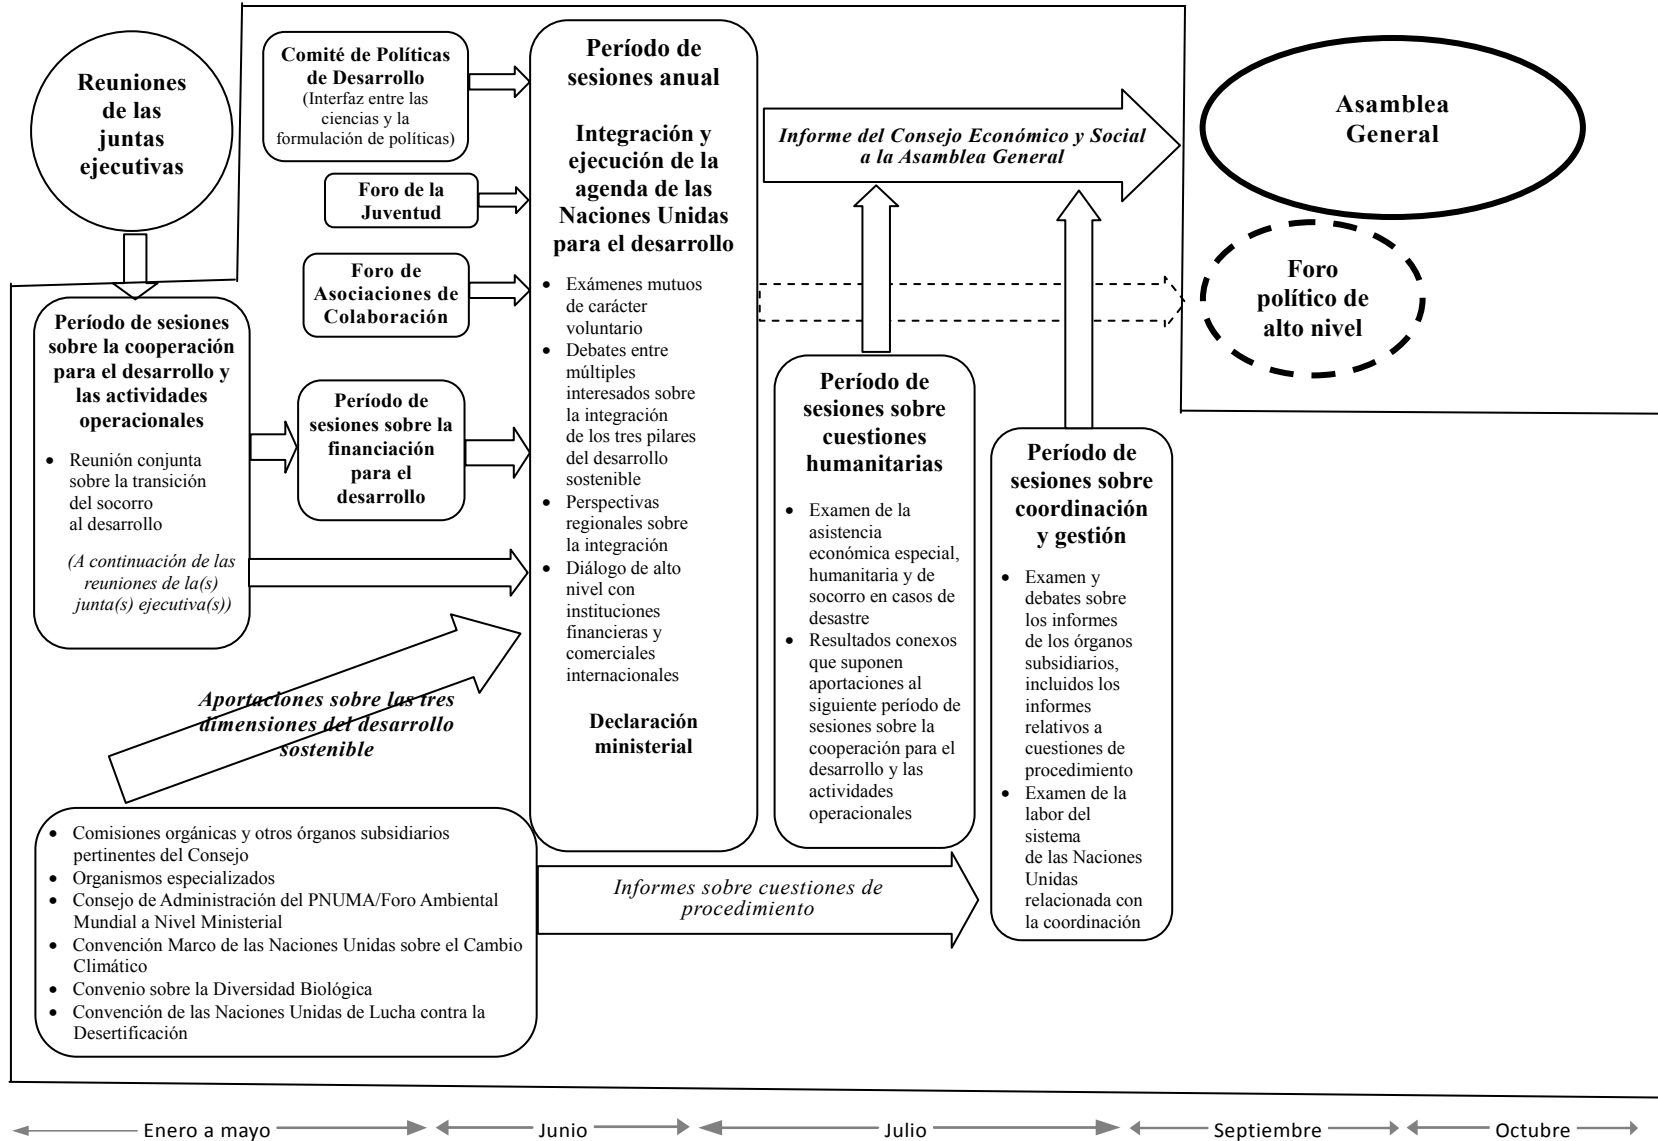 Reuniones
de las
juntas
ejecutivas
Comité de Políticas
de Desarrollo
(Interfaz entre las
ciencias y la
formulación de políticas)
Foro de la
Juventud
Foro de
Asociaciones de
Colaboración
Período de sesiones
sobre la cooperación
para el desarrollo y
las actividades
operacionales
• Reunión conjunta
sobre la transición
del socorro
al desarrollo
(A continuación de las
reuniones de la(s)
junta(s) ejecutiva(s))
Período de
sesiones sobre la
financiación
para el
desarrollo
Período de
sesiones anual
Integración y
ejecución de la
agenda de las
Naciones Unidas
para el desarrollo
• Exámenes mutuos
de carácter
voluntario
• Debates entre
múltiples
interesados sobre
la integración
de los tres pilares
del desarrollo
sostenible
• Perspectivas
regionales sobre
la integración
• Diálogo de alto
nivel con
instituciones
financieras y
comerciales
internacionales
Declaración
ministerial
Informe del Consejo Económico y Social
a la Asamblea General
Asamblea
General
Foro
político de
alto nivel
Período de
sesiones sobre
cuestiones
humanitarias
• Examen de la
asistencia
económica especial,
humanitaria y de
socorro en casos de
desastre
• Resultados conexos
que suponen
aportaciones al
siguiente período de
sesiones sobre la
cooperación para el
desarrollo y las
actividades
operacionales
Período de
sesiones sobre
coordinación
y gestión
• Examen y
debates sobre
los informes
de los órganos
subsidiarios,
incluidos los
informes
relativos a
cuestiones de
procedimiento
• Examen de la
labor del
sistema
de las Naciones
Unidas
relacionada con
la coordinación
Aportaciones sobre las tres
dimensiones del desarrollo
sostenible
• Comisiones orgánicas y otros órganos subsidiarios
pertinentes del Consejo
• Organismos especializados
• Consejo de Administración del PNUMA/Foro Ambiental
Mundial a Nivel Ministerial
• Convención Marco de las Naciones Unidas sobre el Cambio
Climático
• Convenio sobre la Diversidad Biológica
• Convención de las Naciones Unidas de Lucha contra la
Desertificación
Informes sobre cuestiones de
procedimiento
Enero a mayo
Junio
Julio
Septiembre
Octubre